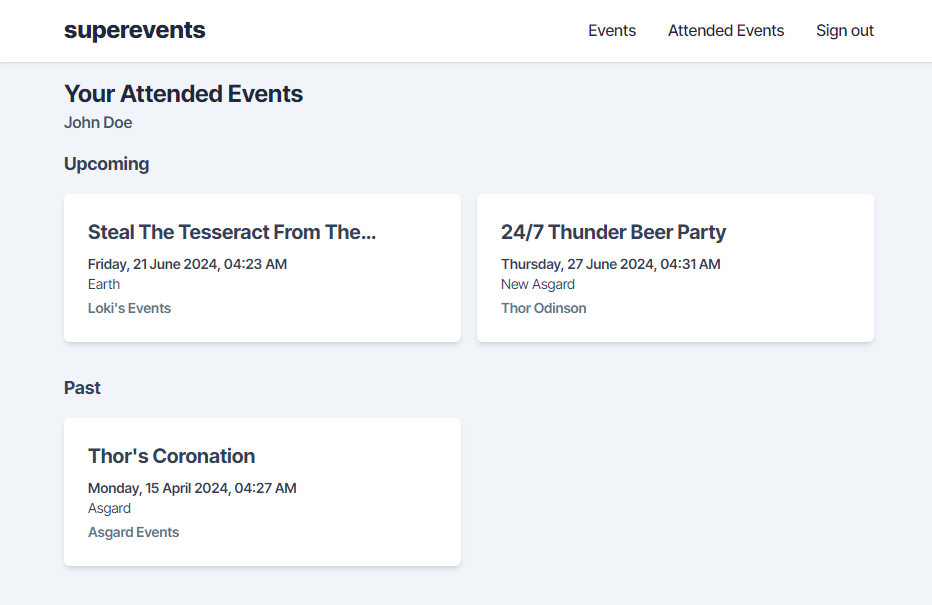 superevents
Events
Attended Events
Sign out
Your Attended Events
John Doe
Upcoming
Steal The Tesseract From The...
Friday, 21 June 2024, 04:23 AM
Earth
Loki's Events
24/7 Thunder Beer Party
Thursday, 27 June 2024, 04:31 AM
New Asgard
Thor Odinson
Past
Thor's Coronation
Monday, 15 April 2024, 04:27 AM
Asgard
Asgard Events